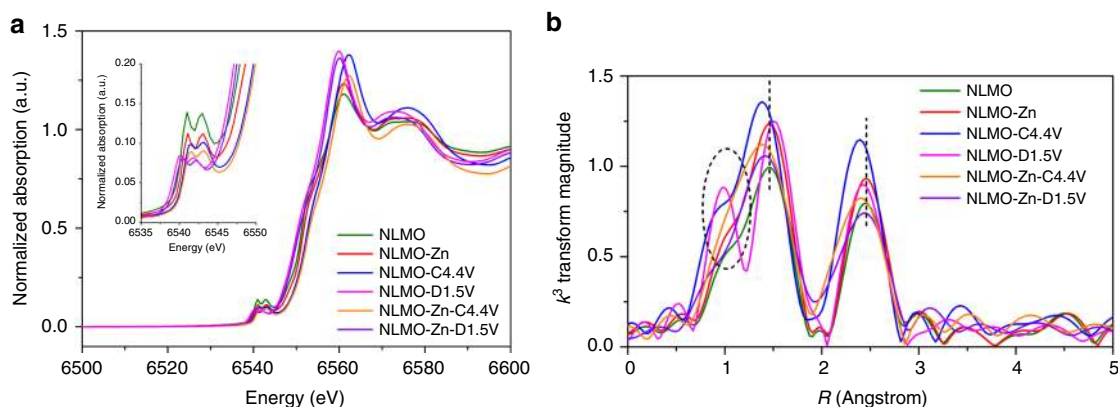 a
Normalized absorption (a.u.)
1.5
1.0
0.5
0.0
6500
6520
6540
6560
6580
6600
Energy (eV)
Normalized absorption (a.u.)
0.20
0.15
0.10
0.05
0.00
6535
6540
6545
6550
Energy (eV)
NLMO
NLMO-Zn
NLMO-C4.4V
NLMO-D1.5V
NLMO-Zn-C4.4V
NLMO-Zn-D1.5V
b
k³ transform magnitude
1.5
1.0
0.5
0.0
0
1
2
3
4
5
R (Angstrom)
NLMO
NLMO-Zn
NLMO-C4.4V
NLMO-D1.5V
NLMO-Zn-C4.4V
NLMO-Zn-D1.5V